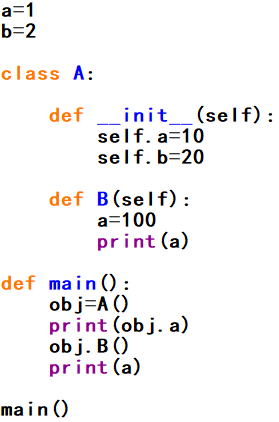 a=1
b=2
class A:
    def __init__(self):
        self.a=10
        self.b=20
    def B(self):
        a=100
        print(a)
def main():
    obj=A()
    print(obj.a)
    obj.B()
    print(a)
main()